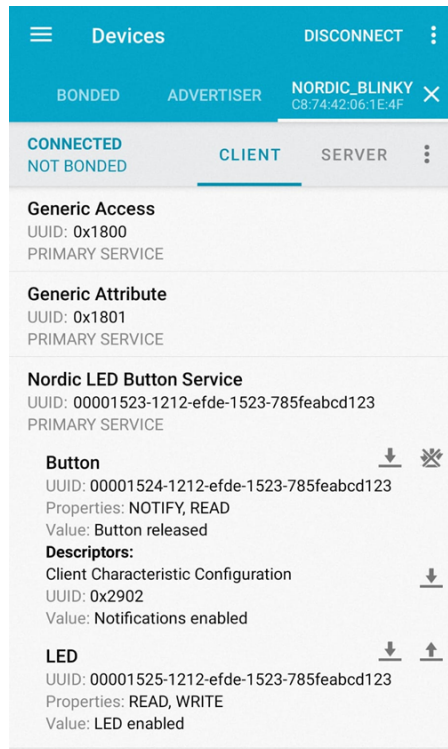 Devices
DISCONNECT
BONDED
ADVERTISER
NORDIC_BLINKY
C8:74:42:06:1E:4F
CONNECTED
NOT BONDED
CLIENT
SERVER
Generic Access
UUID: 0x1800
PRIMARY SERVICE
Generic Attribute
UUID: 0x1801
PRIMARY SERVICE
Nordic LED Button Service
UUID: 00001523-1212-efde-1523-785feabcd123
PRIMARY SERVICE
Button
UUID: 00001524-1212-efde-1523-785feabcd123
Properties: NOTIFY, READ
Value: Button released
Descriptors:
Client Characteristic Configuration
UUID: 0x2902
Value: Notifications enabled
LED
UUID: 00001525-1212-efde-1523-785feabcd123
Properties: READ, WRITE
Value: LED enabled